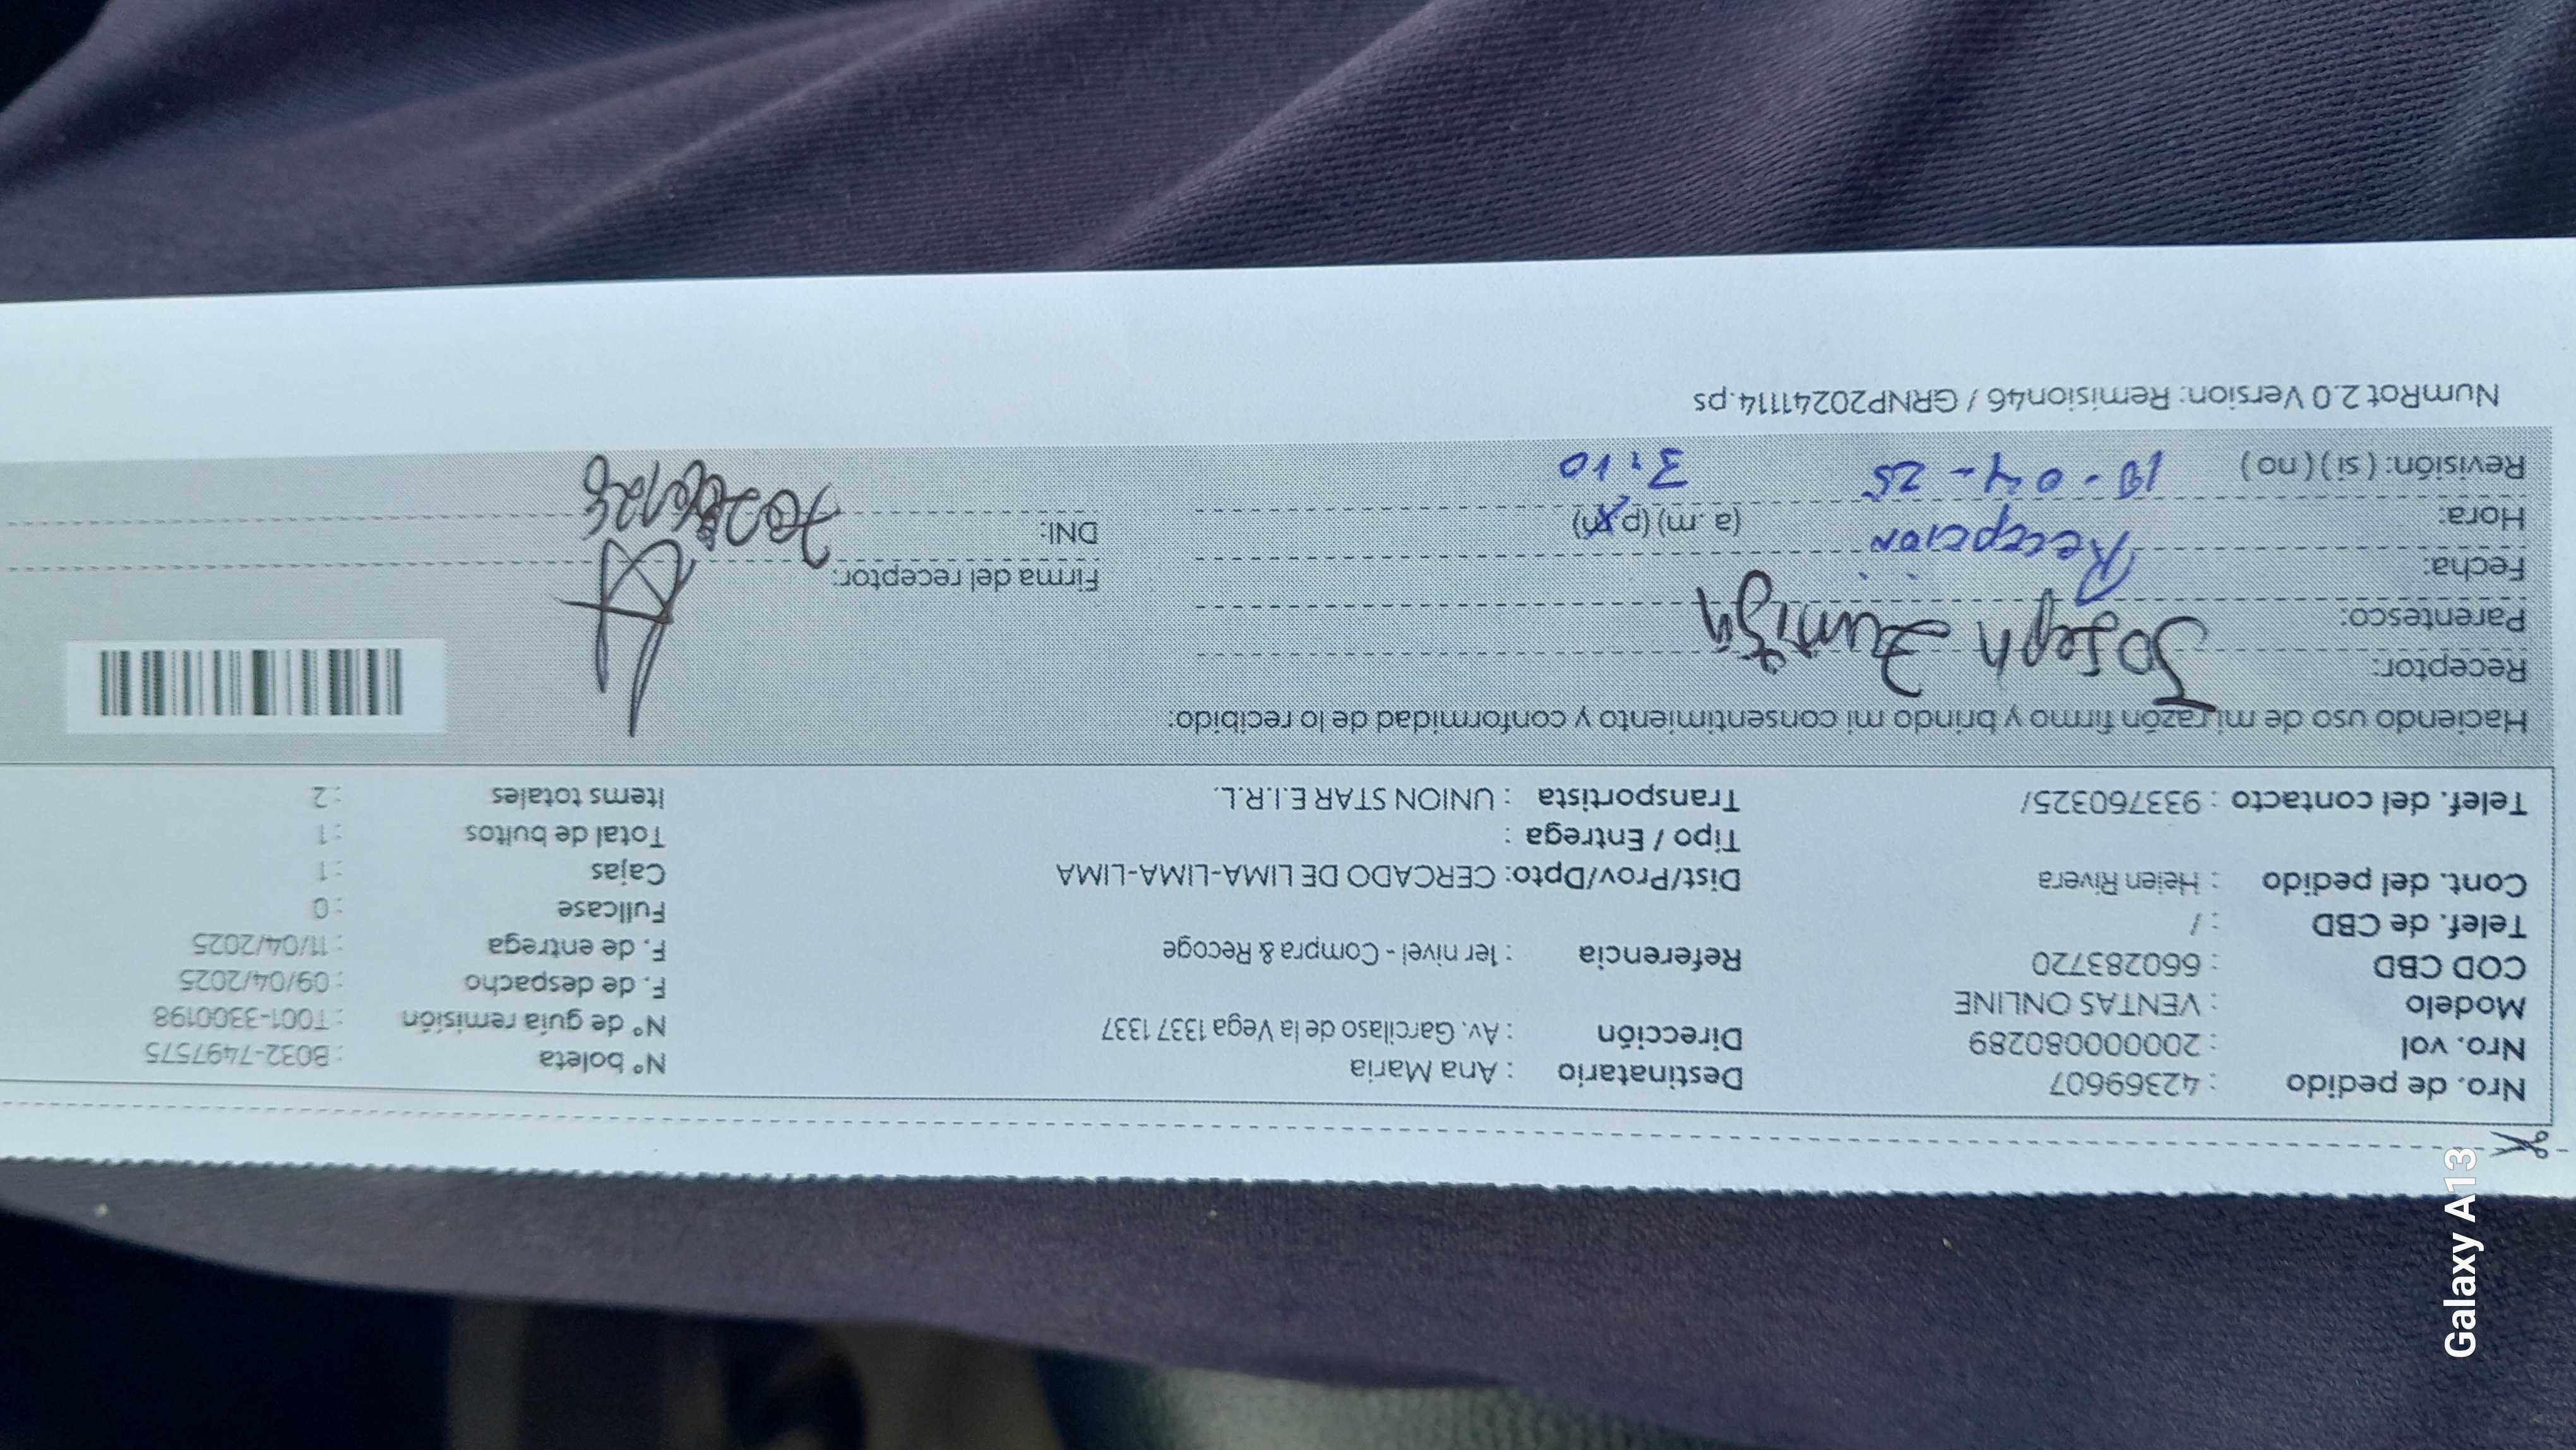 Nro. de pedido : 42369607 Destinatario : Ana Maria N° boleta : B032-7497575
Nro. vol : 20000080289 Dirección : Av. Garcilaso de la Vega 1337 1337 N° de guía remisión : T001-3300198
Modelo : VENTAS ONLINE F. de despacho : 09/04/2025
COD CBD : 660283720 Referencia : 1er nivel - Compra & Recoge F. de entrega : 11/04/2025
Telef. de CBD : / Fullcase : 0
Cont. del pedido : Helen Rivera Dist/Prov/Dpto: CERCADO DE LIMA-LIMA-LIMA Cajas : 1
Tipo / Entrega : Total de bultos : 1
Telef. del contacto : 933760325/ Transportista : UNION STAR E.I.R.L. Items totales : 2
Haciendo uso de mi razón firmo y brindo mi consentimiento y conformidad de lo recibido:
Receptor: Joseph Zuñiga
Parentesco: Recepcion
Fecha: Firma del receptor:
Hora: (a .m) (p m) DNI:
Revisión: ( si ) ( no ) 10-04-25 3:10
NumRot 2.0 Version: Remision46 / GRNP20241114.ps
Galaxy A13